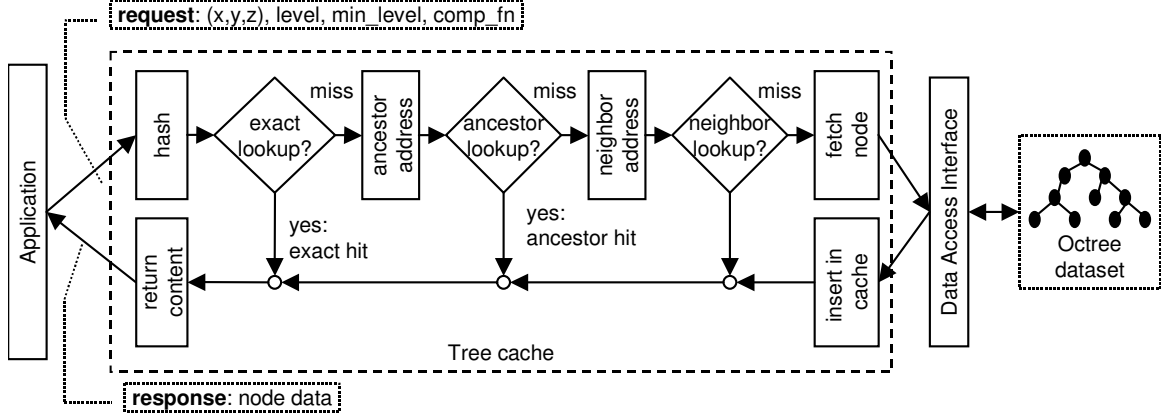 request: (x,y,z), level, min_level, comp_fn
Application
hash
exact
lookup?
miss
ancestor
address
ancestor
lookup?
miss
neighbor
address
neighbor
lookup?
miss
fetch
node
Data Access Interface
yes:
exact hit
yes:
ancestor hit
return
content
insert in
cache
Octree
dataset
Tree cache
response: node data